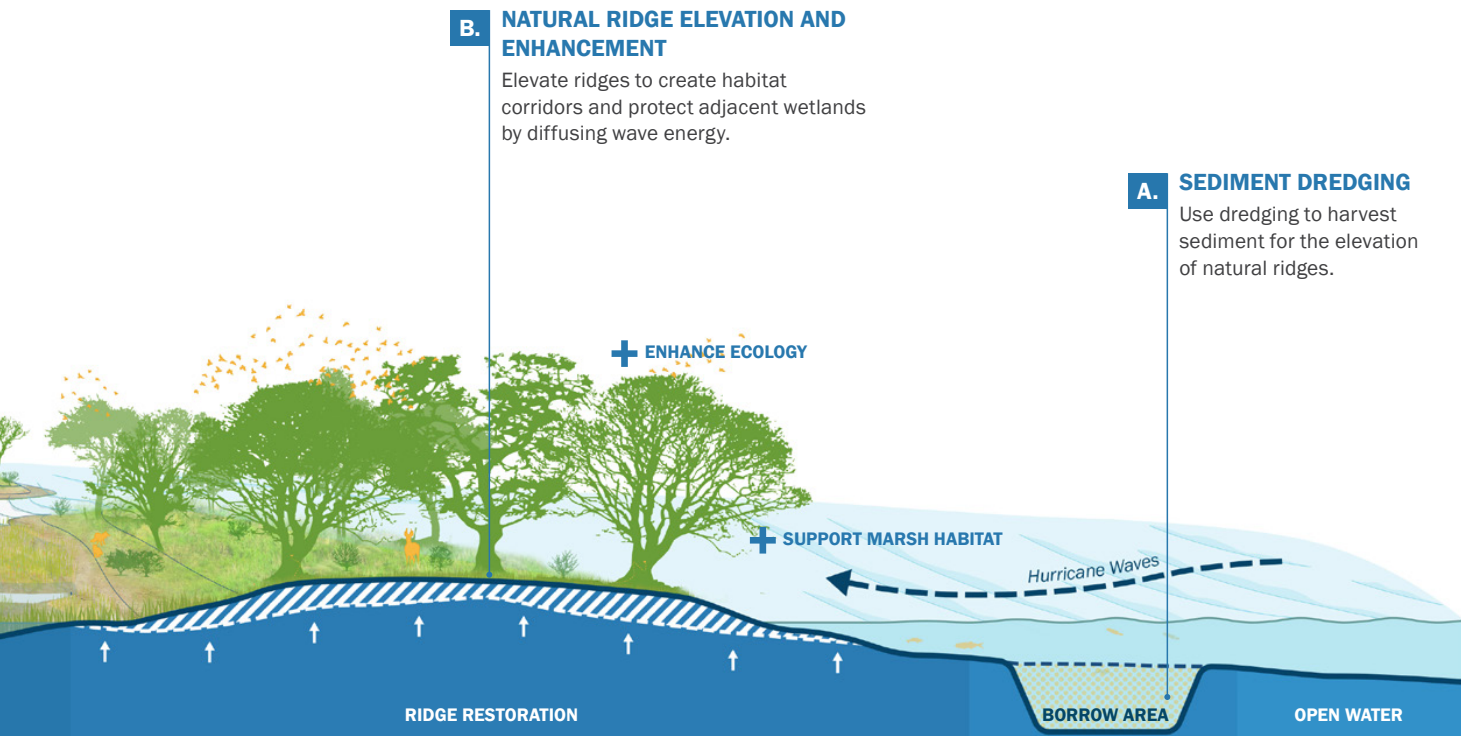 B.
NATURAL RIDGE ELEVATION AND
ENHANCEMENT
Elevate ridges to create habitat
corridors and protect adjacent wetlands
by diffusing wave energy.
A.
SEDIMENT DREDGING
Use dredging to harvest
sediment for the elevation
of natural ridges.
ENHANCE ECOLOGY
SUPPORT MARSH HABITAT
Hurricane Waves
RIDGE RESTORATION
BORROW AREA
OPEN WATER